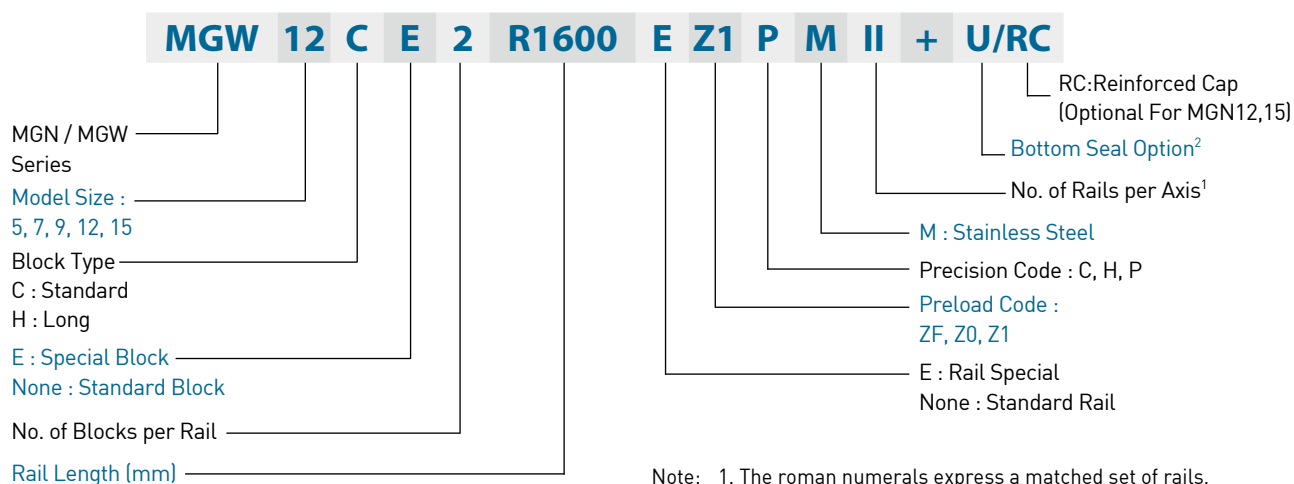 MGW 12 C E 2 R1600 E Z1 P M II + U/RC
MGN / MGW
Series
Model Size :
5, 7, 9, 12, 15
Block Type
C : Standard
H : Long
E : Special Block
None : Standard Block
No. of Blocks per Rail
Rail Length (mm)
RC:Reinforced Cap
(Optional For MGN12,15)
Bottom Seal Option2
No. of Rails per Axis1
M : Stainless Steel
Precision Code : C, H, P
Preload Code :
ZF, Z0, Z1
E : Rail Special
None : Standard Rail
Note: 1. The roman numerals express a matched set of rails.